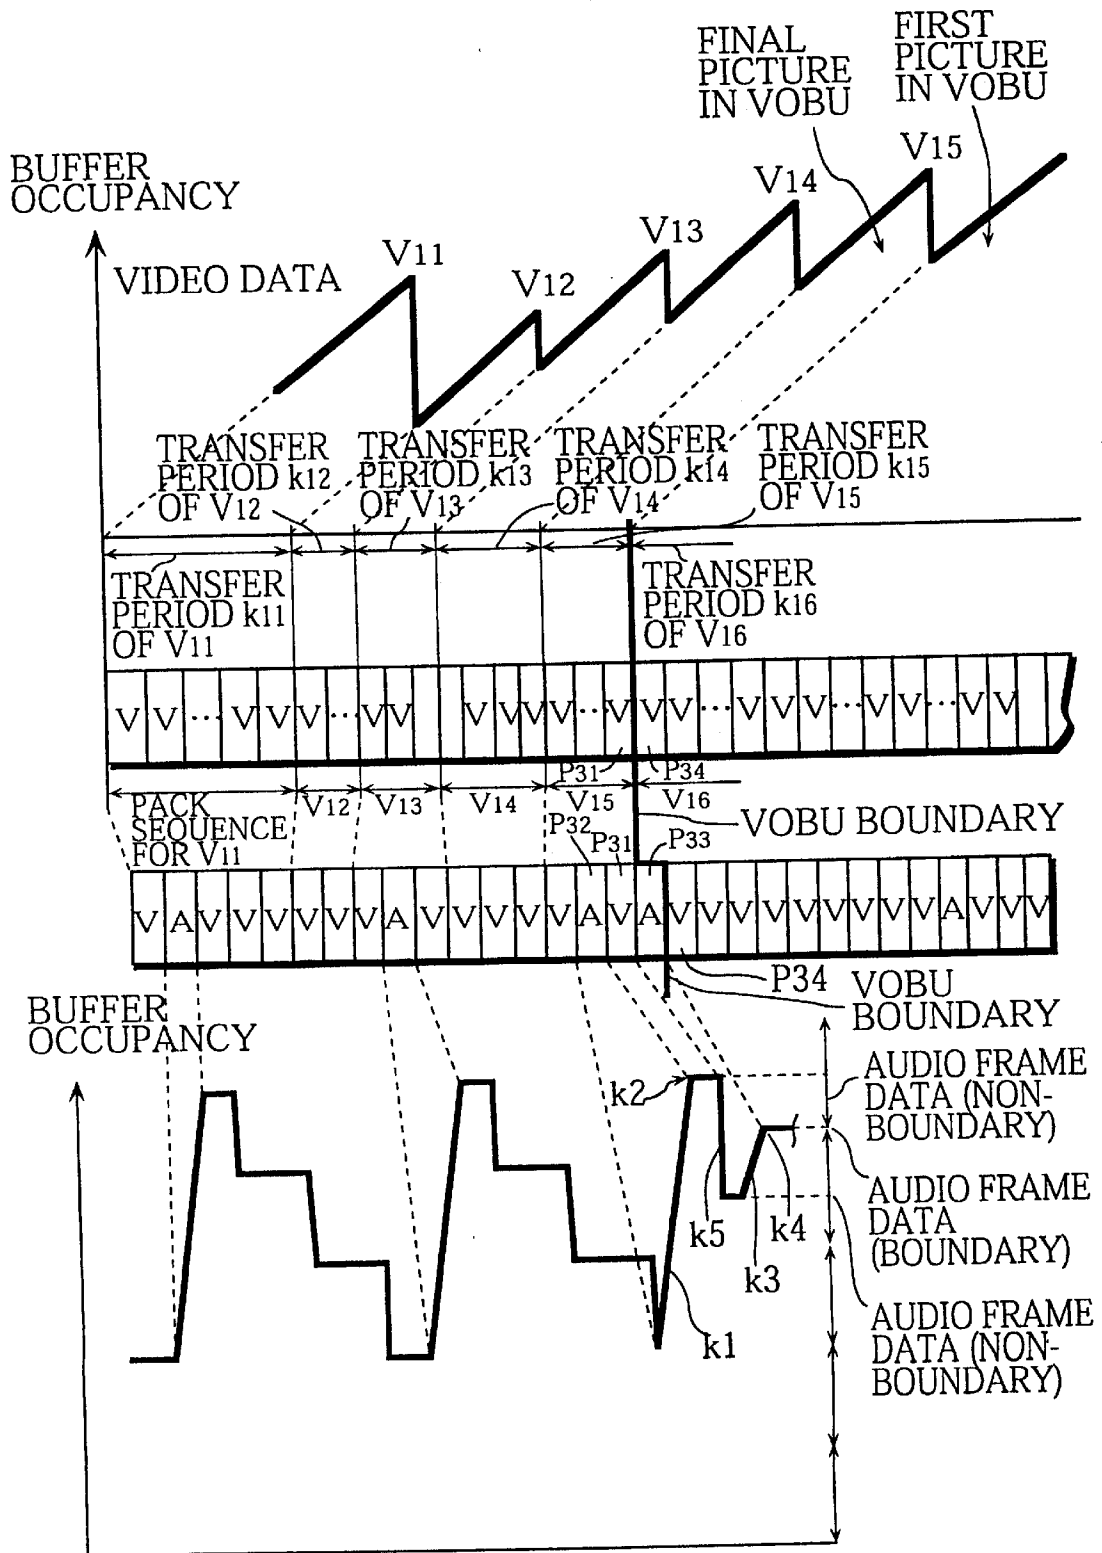 FINAL
PICTURE
IN VOBU
FIRST
PICTURE
IN VOBU
BUFFER
OCCUPANCY
VIDEO DATA
V11
V12
V13
V14
V15
TRANSFER
PERIOD k12
OF V12
TRANSFER
PERIOD k13
OF V13
TRANSFER
PERIOD k14
OF V14
TRANSFER
PERIOD k15
OF V15
TRANSFER
PERIOD k11
OF V11
TRANSFER
PERIOD k16
OF V16
V V ... V V V ... V V V V V V ... V V V ... V V V ... V V ... V V
P31 P34
PACK
SEQUENCE
FOR V11
V12 V13 V14 V15 V16
VOBU BOUNDARY
P32 P31 P33
V A V V V V V V A V V V V V A V A V V V V V V V V V A V V V
P34
VOBU
BOUNDARY
BUFFER
OCCUPANCY
k2
k5
k4
k3
k1
AUDIO FRAME
DATA (NON-
BOUNDARY)
AUDIO FRAME
DATA
(BOUNDARY)
AUDIO FRAME
DATA (NON-
BOUNDARY)